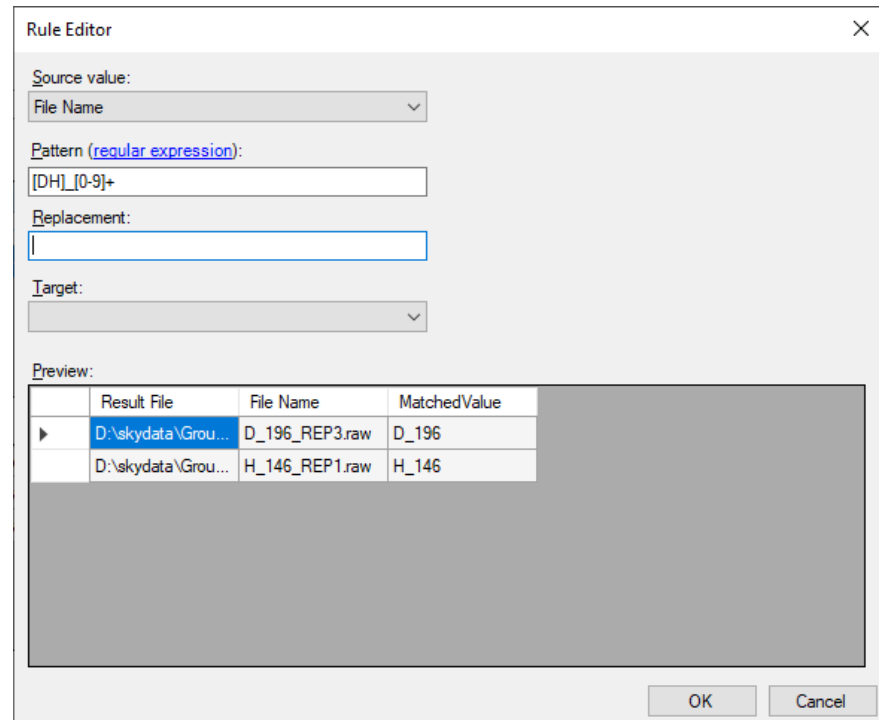 Rule Editor
Source value:
File Name
Pattern (regular expression):
[DH]_[0-9]+
Replacement:
Target:
Preview:
Result File File Name MatchedValue
D:\skydata\Grou... D_196_REP3.raw D_196
D:\skydata\Grou... H_146_REP1.raw H_146
OK Cancel